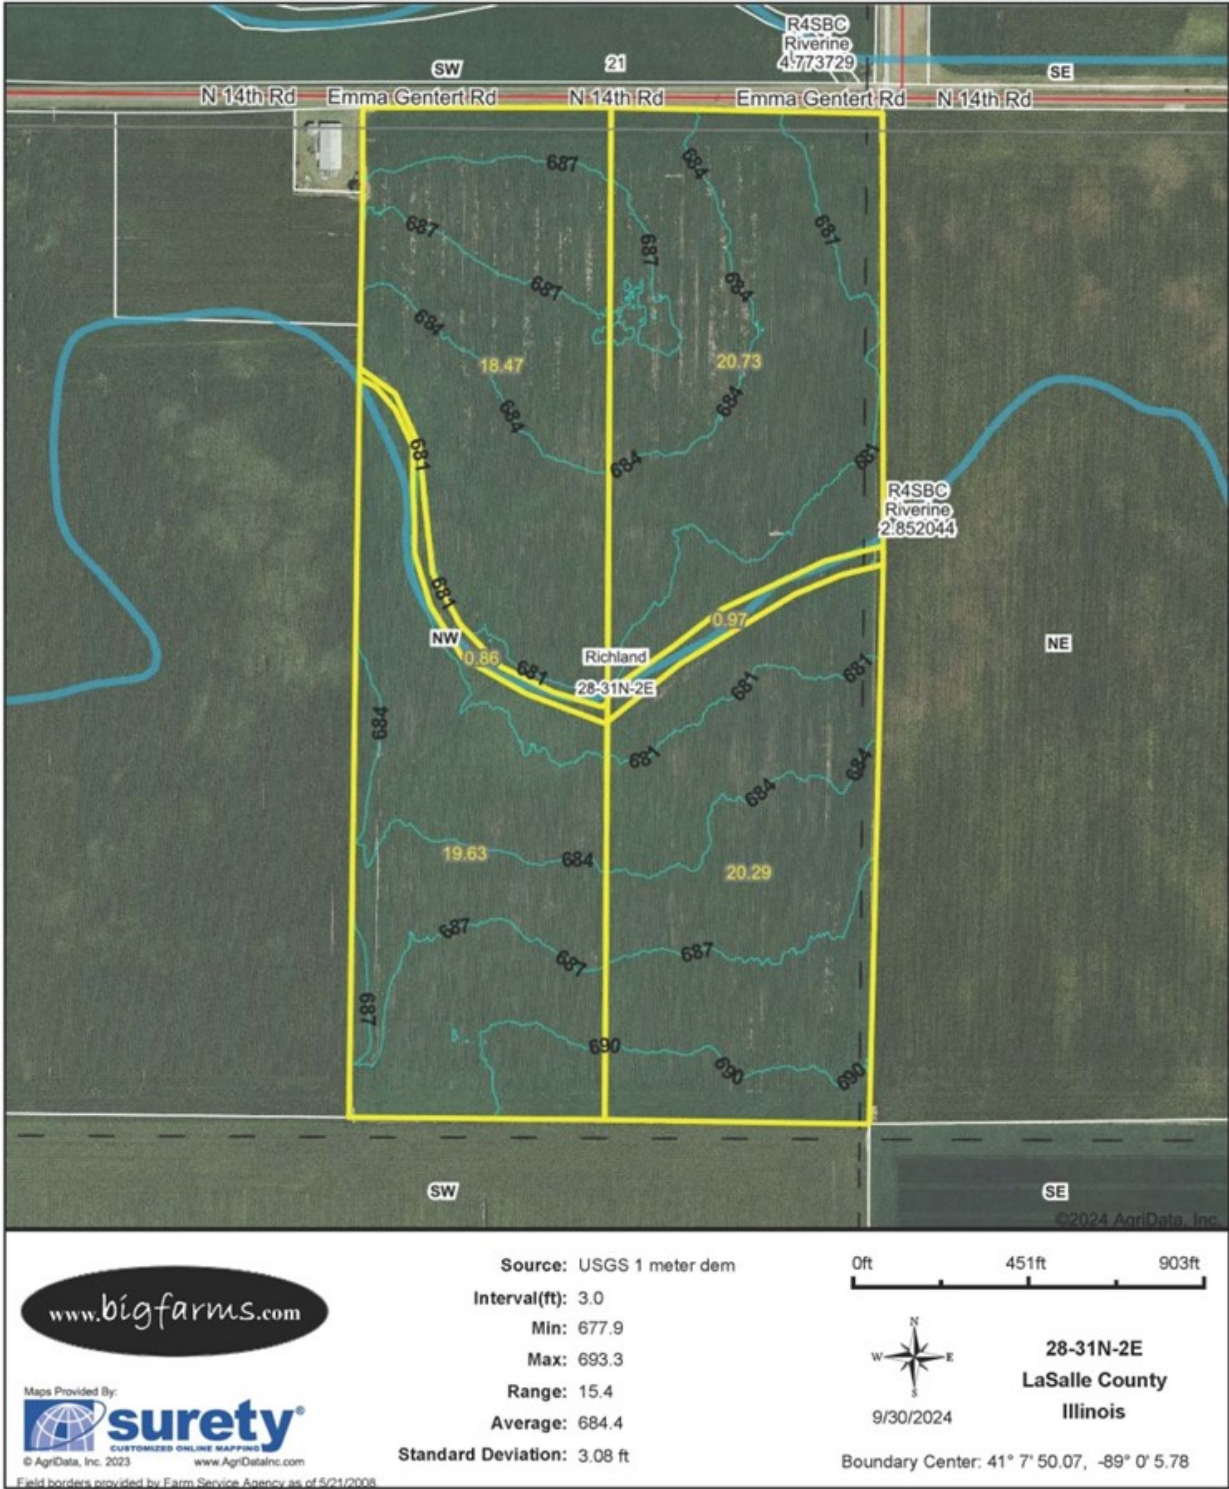 R4SBC
Riverine
4.773729
SW
21
SE
N 14th Rd Emma Gentert Rd N 14th Rd Emma Gentert Rd N 14th Rd
687
684
687
681
687
687
684
684
18.47
20.73
684
684
681
684
681
R4SBC
Riverine
2.852044
681
0.97
NW
0.86
Richland
NE
681
28-31N-2E
681
681
684
681
684
684
19.63
684
20.29
687
687
687
687
690
690
690
SW
SE
©2024 AgriData, Inc.
www.bigfarms.com
Maps Provided By:
surety®
CUSTOMIZED ONLINE MAPPING
© AgriData, Inc. 2023 www.AgriDataInc.com
Field borders provided by Farm Service Agency as of 5/21/2008.
Source: USGS 1 meter dem
Interval(ft): 3.0
Min: 677.9
Max: 693.3
Range: 15.4
Average: 684.4
Standard Deviation: 3.08 ft
0ft 451ft 903ft
N
W E
S
9/30/2024
28-31N-2E
LaSalle County
Illinois
Boundary Center: 41° 7' 50.07, -89° 0' 5.78